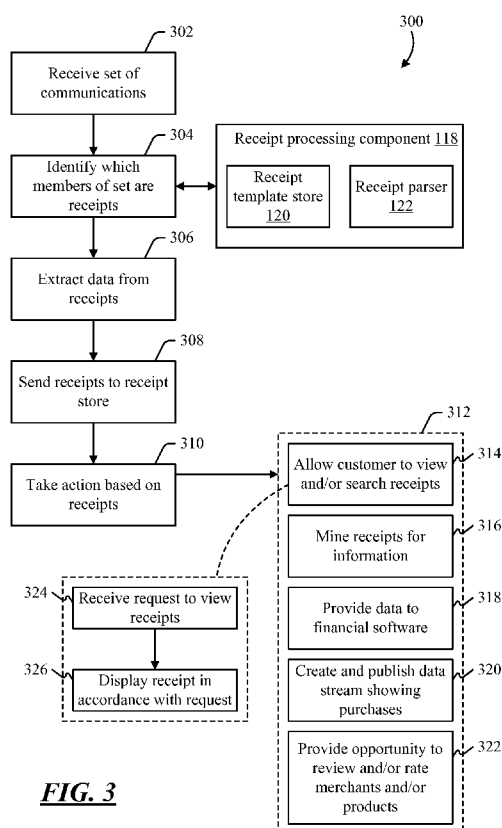 300
302
Receive set of
communications
304
Identify which
members of set are
receipts
Receipt processing component 118
Receipt
template store
120
Receipt parser
122
306
Extract data from
receipts
308
Send receipts to receipt
store
310
Take action based on
receipts
312
314
Allow customer to view
and/or search receipts
316
Mine receipts for
information
318
Provide data to
financial software
320
Create and publish data
stream showing
purchases
322
Provide opportunity to
review and/or rate
merchants and/or
products
324
Receive request to view
receipts
326
Display receipt in
accordance with request
FIG. 3